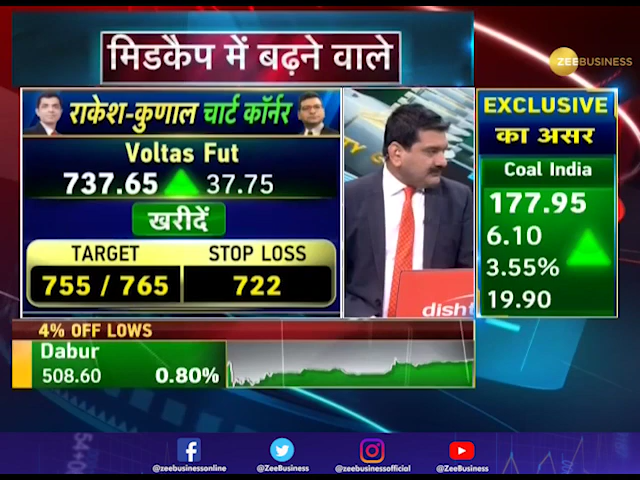 मिडकैप में बढ़ने वाले
ZEEBUSINESS
राकेश-कुणाल चार्ट कॉर्नर
Voltas Fut
737.65 37.75
खरीदें
TARGET STOP LOSS
755 / 765 722
EXCLUSIVE
का असर
Coal India
177.95
6.10
3.55%
19.90
disht
4% OFF LOWS
Dabur
508.60 0.80%
@zeebusinessonline @ZeeBusiness @zeebusinessofficial @ZeeBusiness